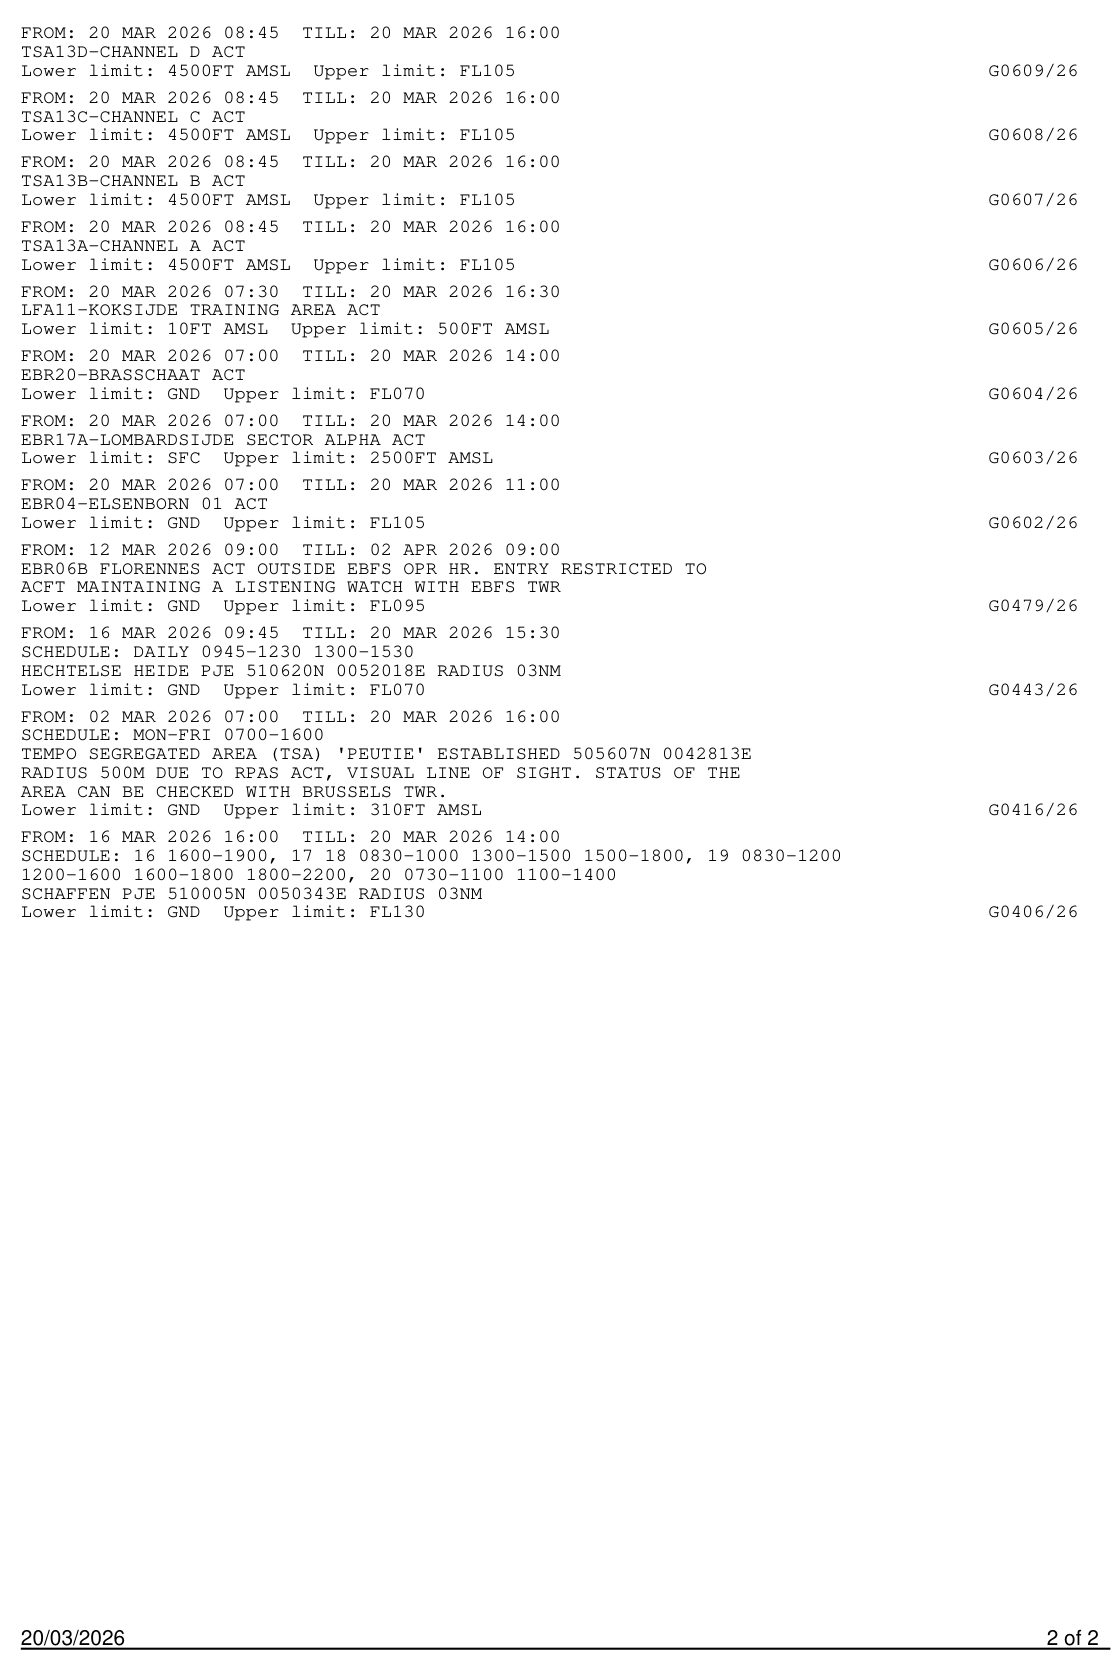 FROM: 20 MAR 2026 08:45  TILL: 20 MAR 2026 16:00
TSA13D-CHANNEL D ACT
Lower limit: 4500FT AMSL  Upper limit: FL105 G0609/26
FROM: 20 MAR 2026 08:45  TILL: 20 MAR 2026 16:00
TSA13C-CHANNEL C ACT
Lower limit: 4500FT AMSL  Upper limit: FL105 G0608/26
FROM: 20 MAR 2026 08:45  TILL: 20 MAR 2026 16:00
TSA13B-CHANNEL B ACT
Lower limit: 4500FT AMSL  Upper limit: FL105 G0607/26
FROM: 20 MAR 2026 08:45  TILL: 20 MAR 2026 16:00
TSA13A-CHANNEL A ACT
Lower limit: 4500FT AMSL  Upper limit: FL105 G0606/26
FROM: 20 MAR 2026 07:30  TILL: 20 MAR 2026 16:30
LFA11-KOKSIJDE TRAINING AREA ACT
Lower limit: 10FT AMSL  Upper limit: 500FT AMSL G0605/26
FROM: 20 MAR 2026 07:00  TILL: 20 MAR 2026 14:00
EBR20-BRASSCHAAT ACT
Lower limit: GND  Upper limit: FL070 G0604/26
FROM: 20 MAR 2026 07:00  TILL: 20 MAR 2026 14:00
EBR17A-LOMBARDSIJDE SECTOR ALPHA ACT
Lower limit: SFC  Upper limit: 2500FT AMSL G0603/26
FROM: 20 MAR 2026 07:00  TILL: 20 MAR 2026 11:00
EBR04-ELSENBORN 01 ACT
Lower limit: GND  Upper limit: FL105 G0602/26
FROM: 12 MAR 2026 09:00  TILL: 02 APR 2026 09:00
EBR06B FLORENNES ACT OUTSIDE EBFS OPR HR. ENTRY RESTRICTED TO
ACFT MAINTAINING A LISTENING WATCH WITH EBFS TWR
Lower limit: GND  Upper limit: FL095 G0479/26
FROM: 16 MAR 2026 09:45  TILL: 20 MAR 2026 15:30
SCHEDULE: DAILY 0945-1230 1300-1530
HECHTELSE HEIDE PJE 510620N 0052018E RADIUS 03NM
Lower limit: GND  Upper limit: FL070 G0443/26
FROM: 02 MAR 2026 07:00  TILL: 20 MAR 2026 16:00
SCHEDULE: MON-FRI 0700-1600
TEMPO SEGREGATED AREA (TSA) 'PEUTIE' ESTABLISHED 505607N 0042813E
RADIUS 500M DUE TO RPAS ACT, VISUAL LINE OF SIGHT. STATUS OF THE
AREA CAN BE CHECKED WITH BRUSSELS TWR.
Lower limit: GND  Upper limit: 310FT AMSL G0416/26
FROM: 16 MAR 2026 16:00  TILL: 20 MAR 2026 14:00
SCHEDULE: 16 1600-1900, 17 18 0830-1000 1300-1500 1500-1800, 19 0830-1200
1200-1600 1600-1800 1800-2200, 20 0730-1100 1100-1400
SCHAFFEN PJE 510005N 0050343E RADIUS 03NM
Lower limit: GND  Upper limit: FL130 G0406/26
20/03/2026 2 of 2